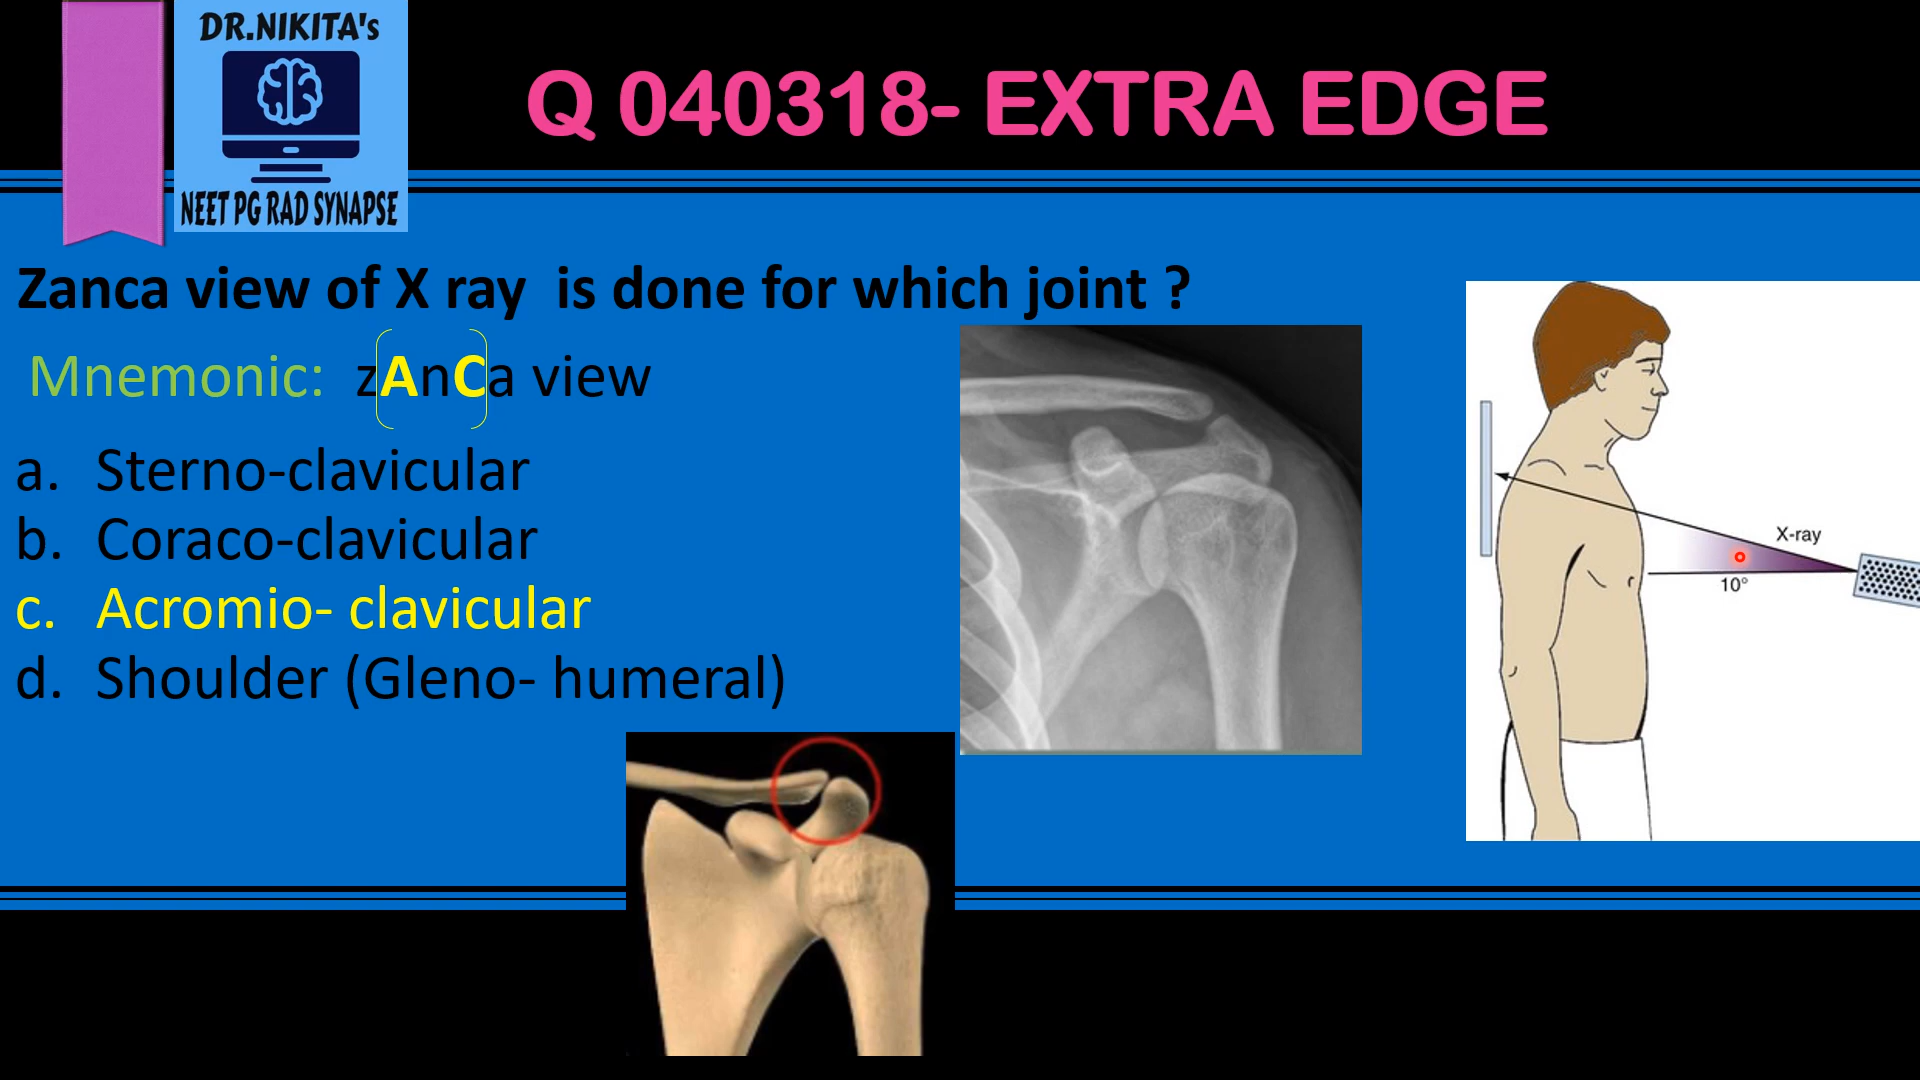 DR.NIKITA's
NEET PG RAD SYNAPSE
Q 040318- EXTRA EDGE
Zanca view of X ray is done for which joint ?
Mnemonic: zAnCa view
a. Sterno-clavicular
b. Coraco-clavicular
c. Acromio- clavicular
d. Shoulder (Gleno- humeral)
X-ray
10°